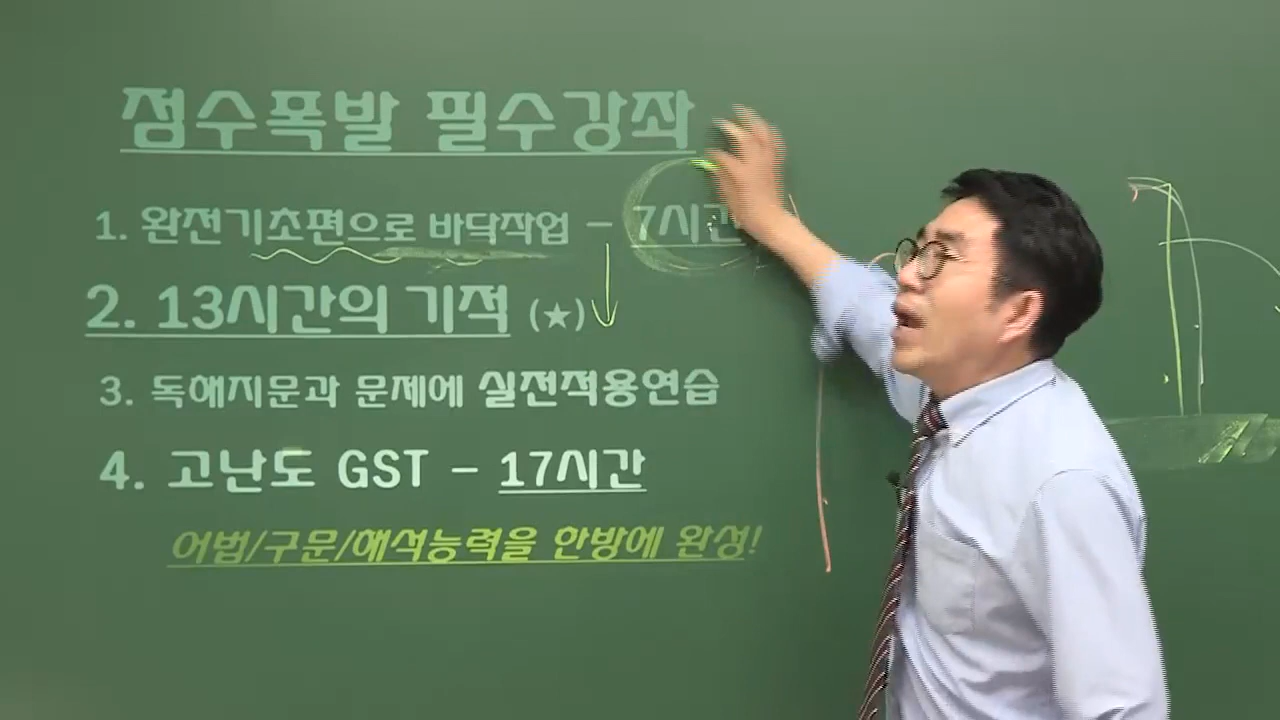 점수폭발 필수강좌
1. 완전기초편으로 바닥작업 - 7시간
2. 13시간의 기적 (★)
3. 독해지문과 문제에 실전적용연습
4. 고난도 GST - 17시간
어법/구문/해석능력을 한방에 완성!